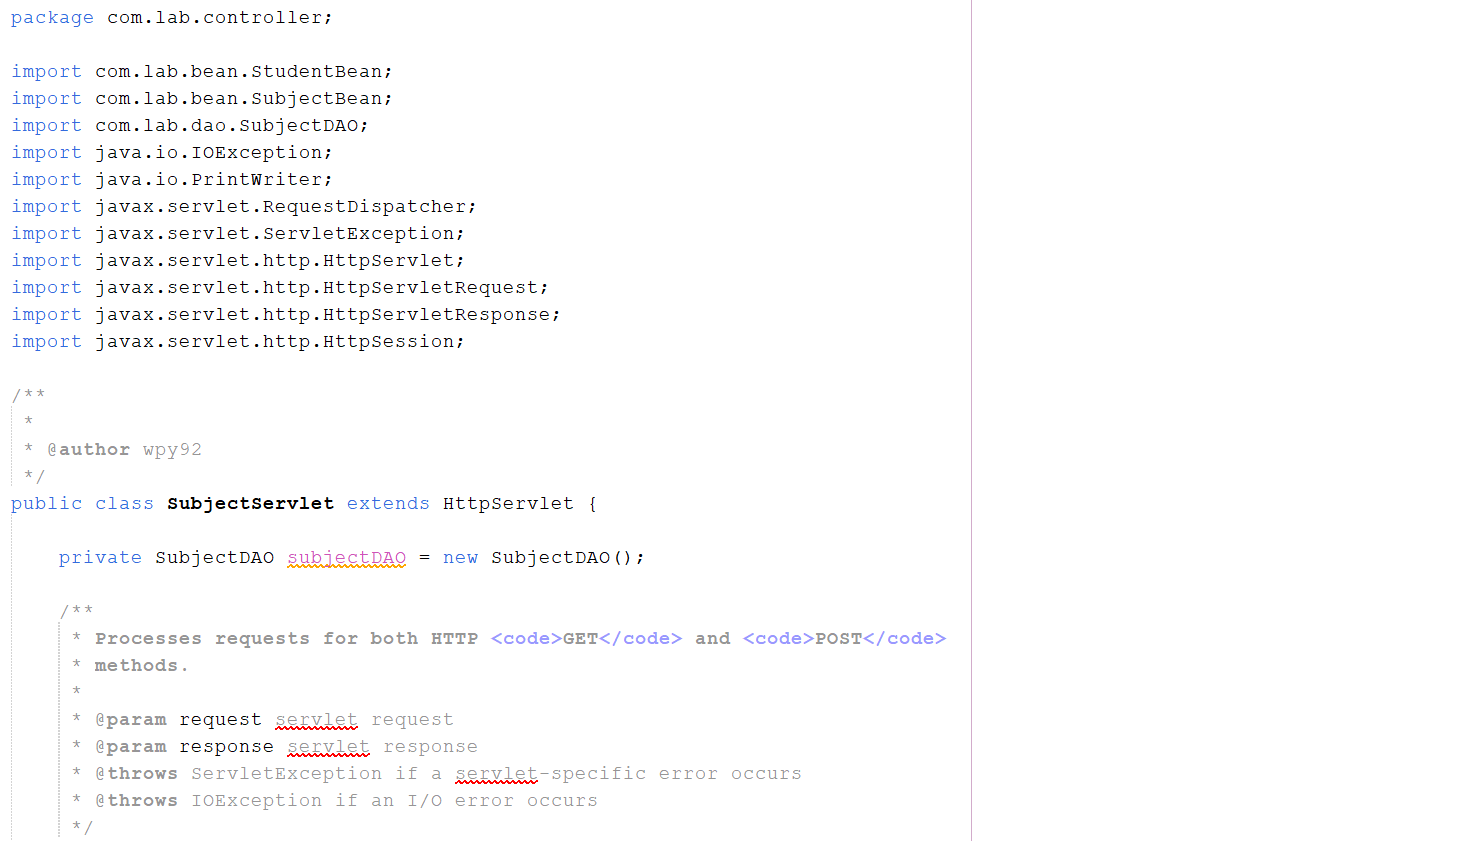 package com.lab.controller;
import com.lab.bean.StudentBean;
import com.lab.bean.SubjectBean;
import com.lab.dao.SubjectDAO;
import java.io.IOException;
import java.io.PrintWriter;
import javax.servlet.RequestDispatcher;
import javax.servlet.ServletException;
import javax.servlet.http.HttpServlet;
import javax.servlet.http.HttpServletRequest;
import javax.servlet.http.HttpServletResponse;
import javax.servlet.http.HttpSession;
/**
 *
 * @author wpy92
 */
public class SubjectServlet extends HttpServlet {
    private SubjectDAO subjectDAO = new SubjectDAO();
    /**
     * Processes requests for both HTTP <code>GET</code> and <code>POST</code>
     * methods.
     *
     * @param request servlet request
     * @param response servlet response
     * @throws ServletException if a servlet-specific error occurs
     * @throws IOException if an I/O error occurs
     */